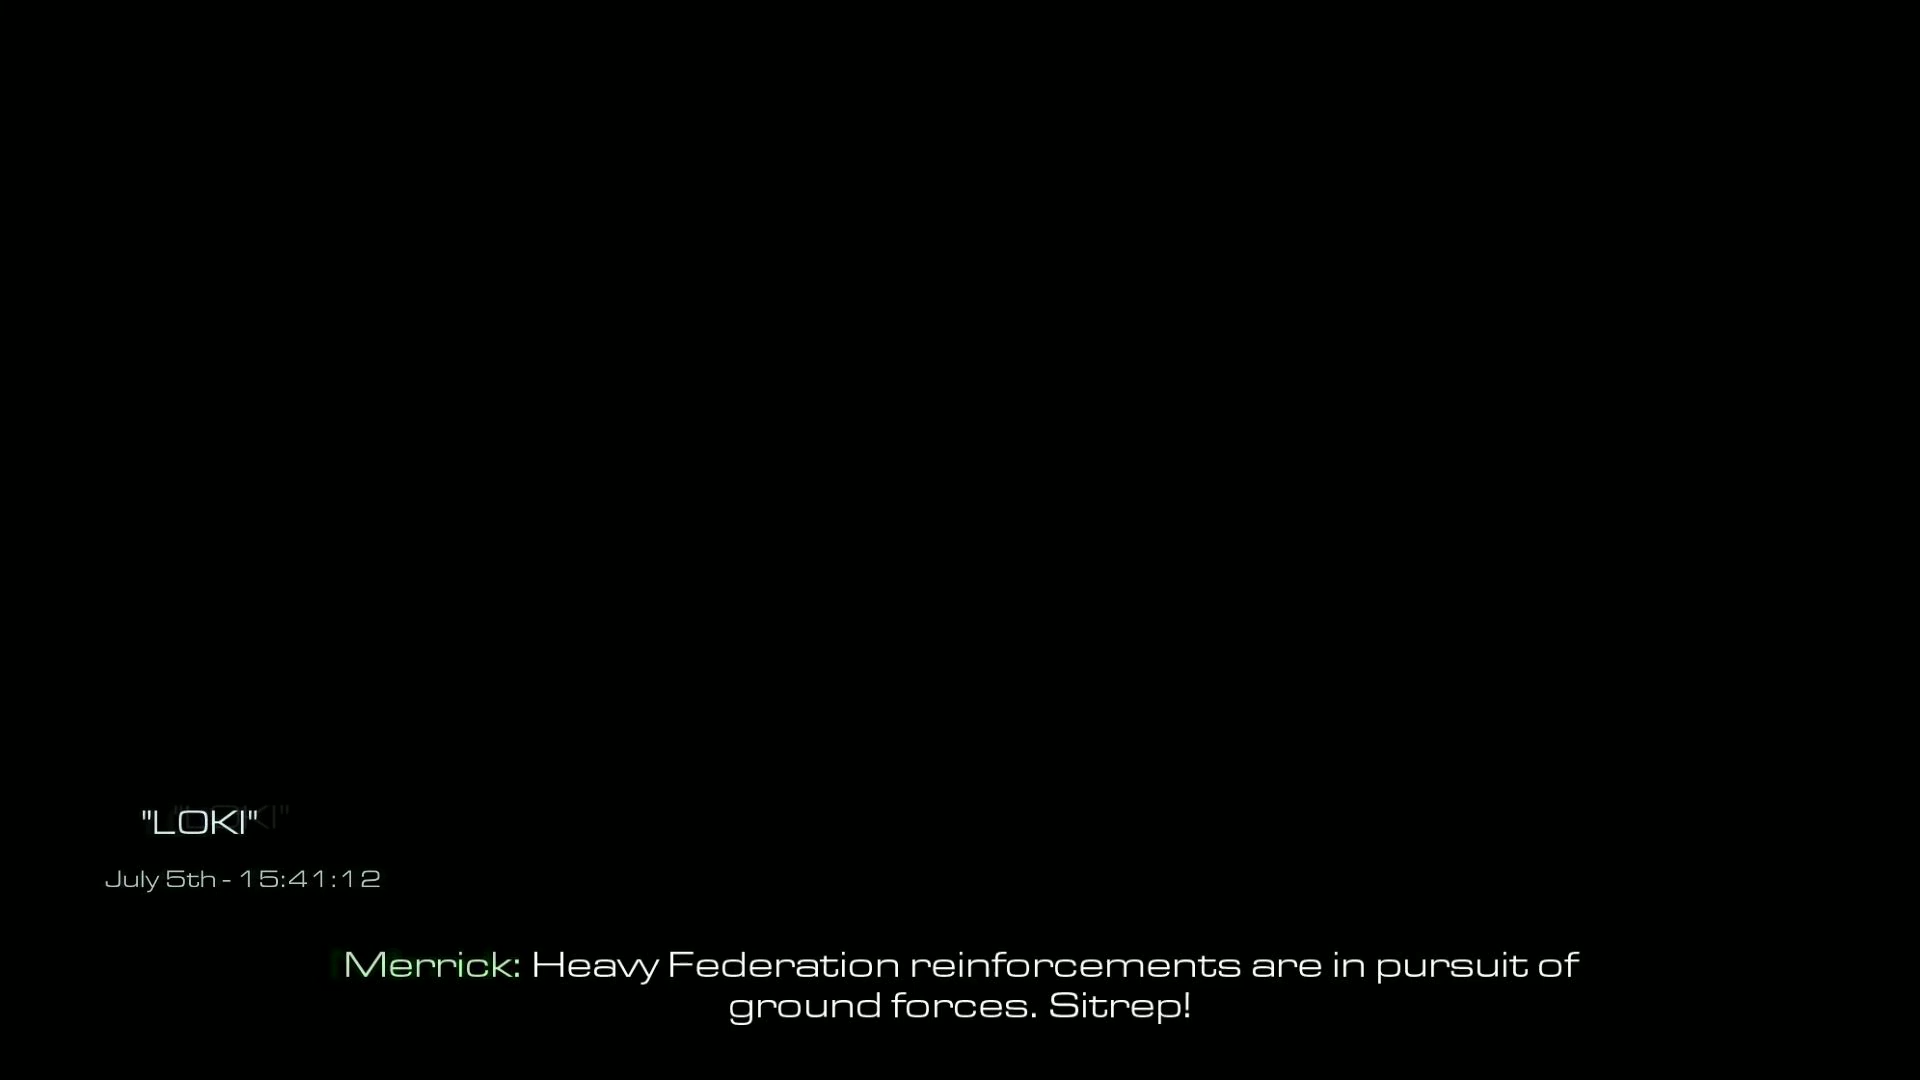 "LOKI"
July 5th - 15:41:12
Merrick: Heavy Federation reinforcements are in pursuit of
ground forces. Sitrep!